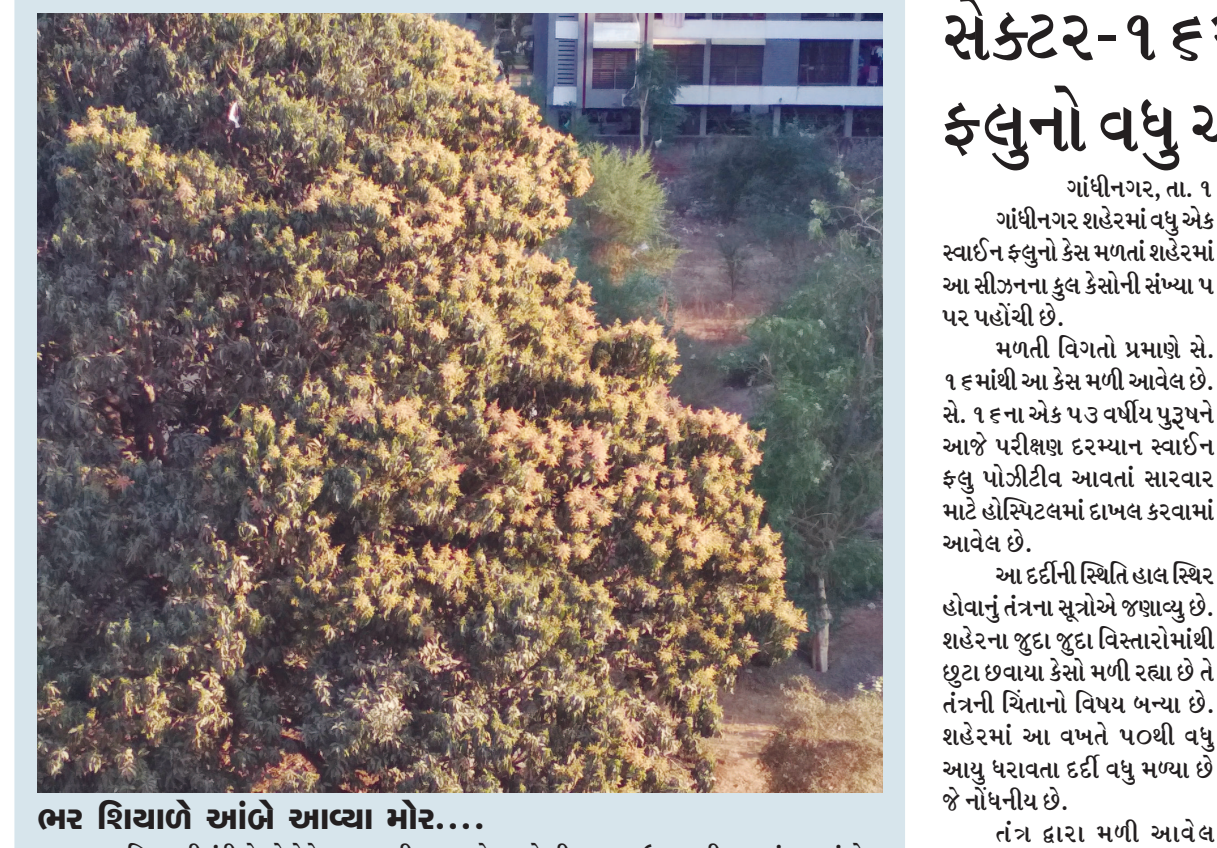 ભર શિયાળે આંબે આવ્યા મોર....
સેક્ટર-૧૬
ફ્લુનો વધુ
ગાંધીનગર, તા. ૧
ગાંધીનગર શહેરમાં વધુ એક
સ્વાઈન ફ્લુનો કેસ મળતાં શહેરમાં
આ સીઝનના કુલ કેસોની સંખ્યા ૫
પર પહોંચી છે.
મળતી વિગતો પ્રમાણે સે.
૧૬માંથી આ કેસ મળી આવેલ છે.
સે. ૧૬ના એક ૫૩ વર્ષીય પુરૂષને
આજે પરીક્ષણ દરમ્યાન સ્વાઈન
ફ્લુ પોઝીટીવ આવતાં સારવાર
માટે હોસ્પિટલમાં દાખલ કરવામાં
આવેલ છે.
આ દર્દીની સ્થિતિ હાલ સ્થિર
હોવાનું તંત્રના સૂત્રોએ જણાવ્યુ છે.
શહેરના જુદા જુદા વિસ્તારોમાંથી
છુટા છવાયા કેસો મળી રહ્યા છે તે
તંત્રની ચિંતાનો વિષય બન્યા છે.
શહેરમાં આ વખતે ૫૦થી વધુ
આયુ ધરાવતા દર્દી વધુ મળ્યા છે
જે નોંધનીય છે.
તંત્ર દ્વારા મળી આવેલ